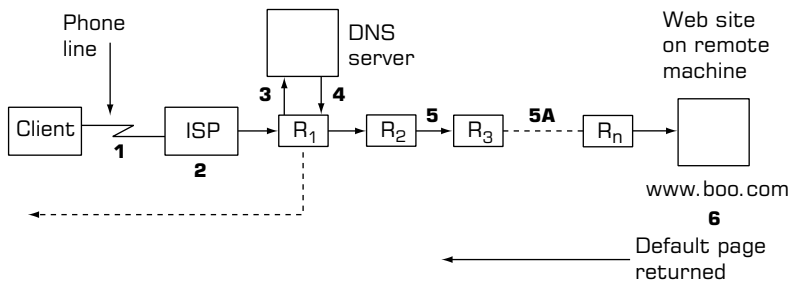 Phone
line
DNS
server
Web site
on remote
machine
3
4
Client
1
ISP
2
R1
R2
5
R3
5A
Rn
www.boo.com
6
Default page
returned